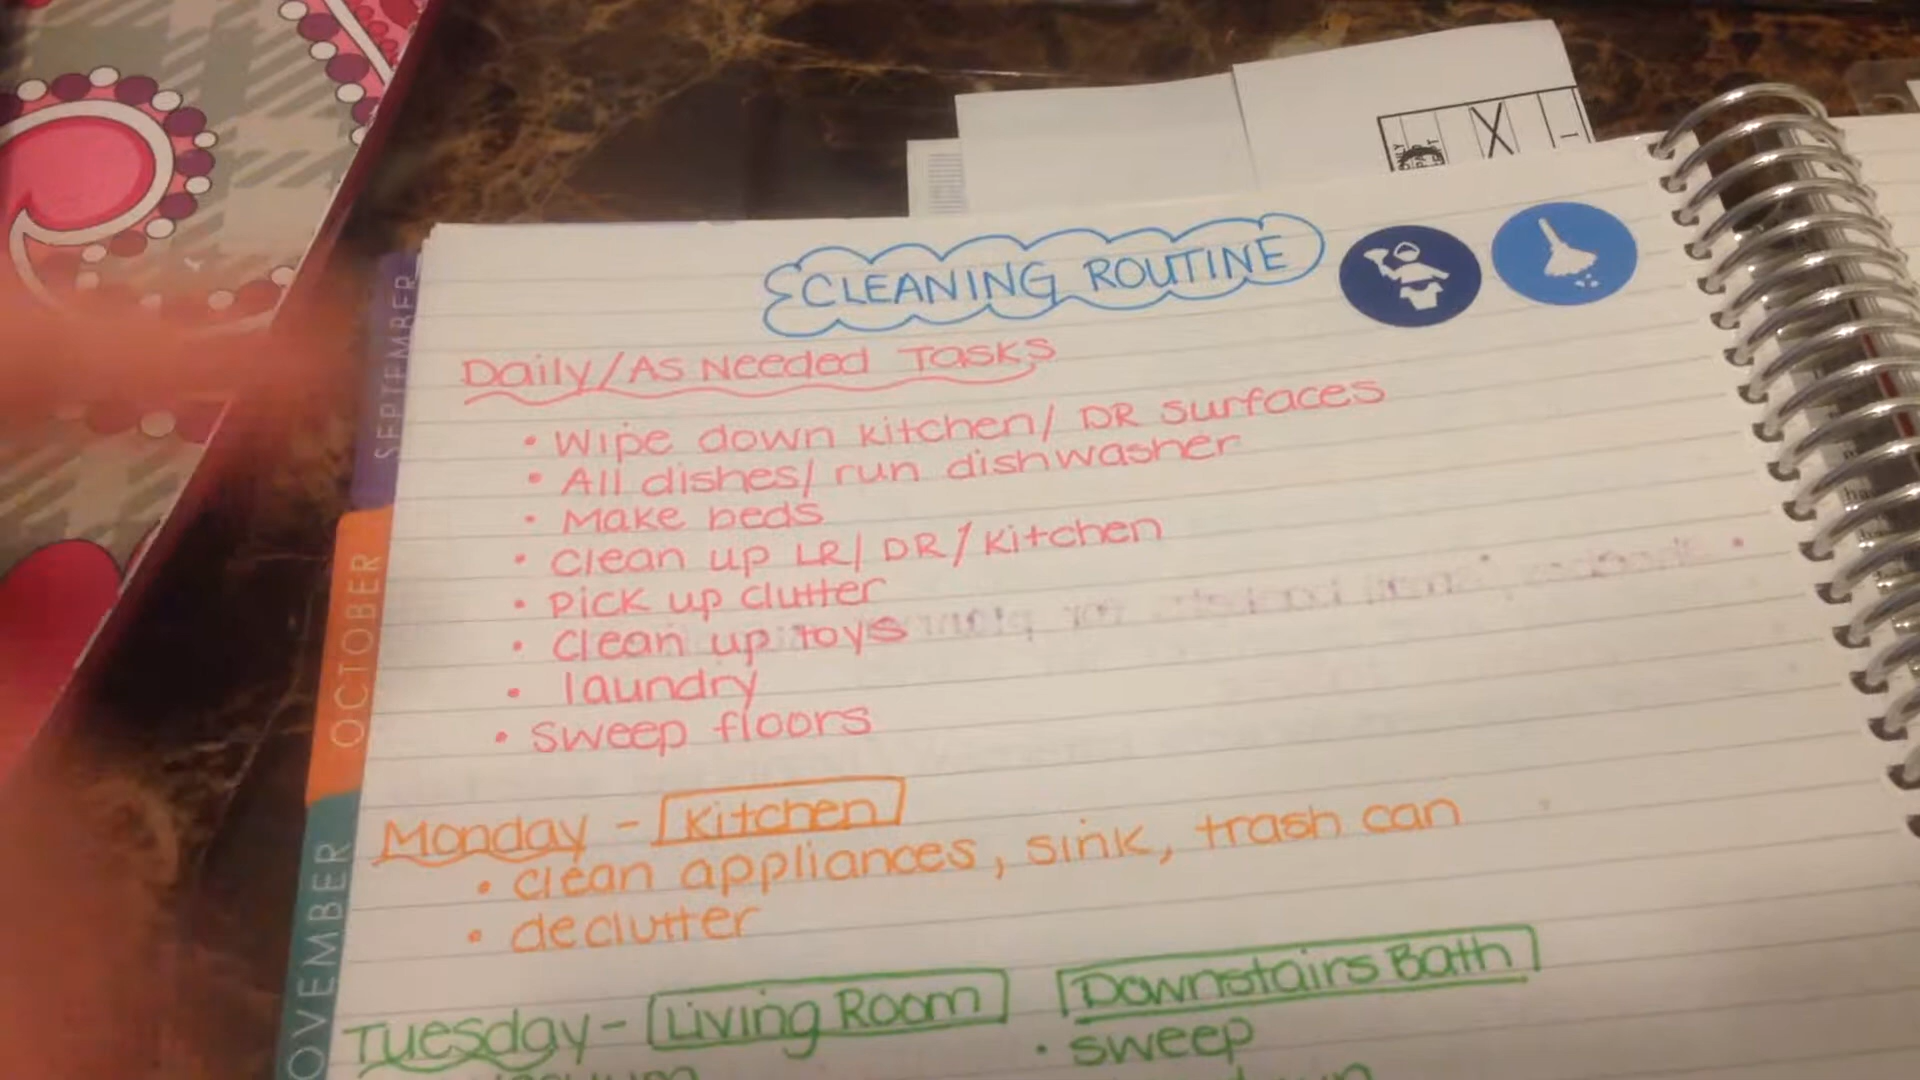 CLEANING ROUTINE
Daily/As Needed Tasks
• Wipe down kitchen/ DR surfaces
• All dishes/ run dishwasher
• Make beds
• clean up LR/ DR/ kitchen
• pick up clutter
• clean up toys
• laundry
• sweep floors
Monday - Kitchen
• clean appliances, sink, trash can
• declutter
Tuesday - Living Room Downstairs Bath
• sweep
SEPTEMBER
OCTOBER
OVEMBER